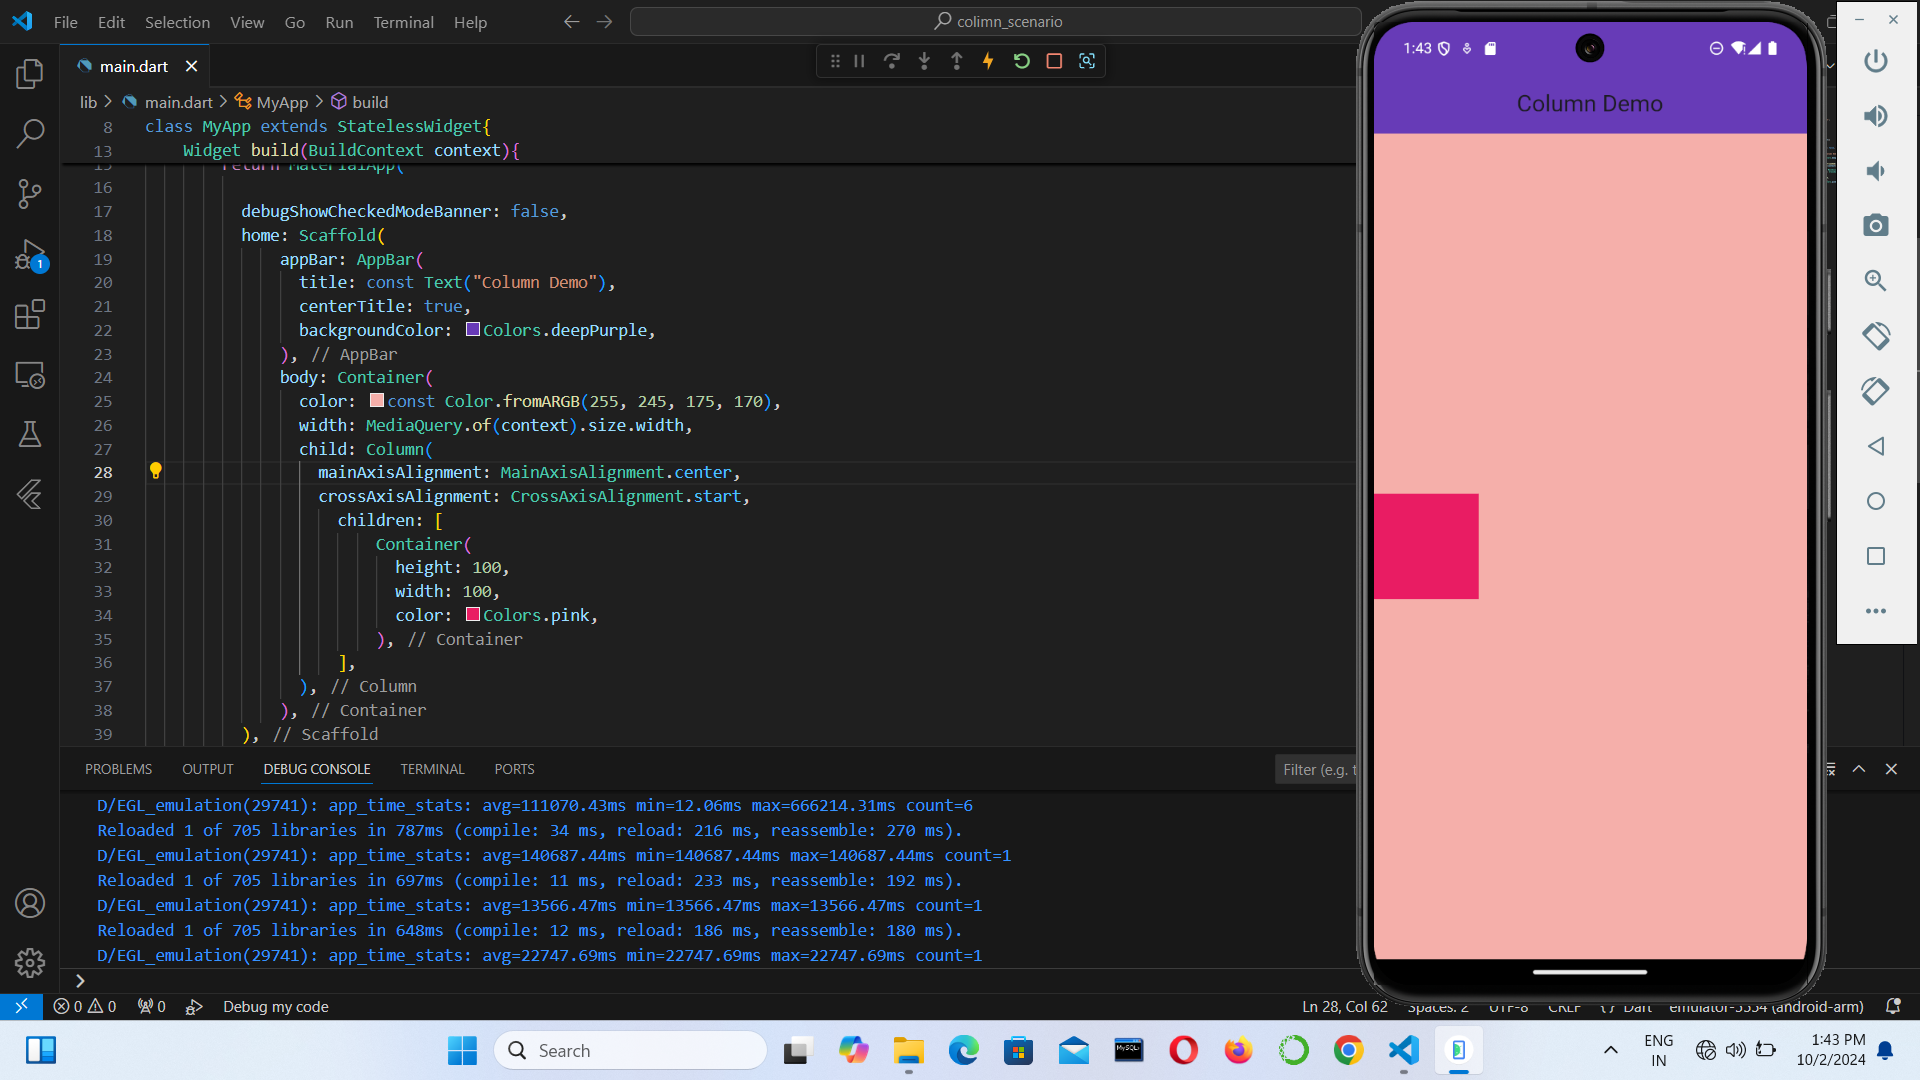 File Edit Selection View Go Run Terminal Help
colimn_scenario
main.dart
lib > main.dart > MyApp > build
8 class MyApp extends StatelessWidget{
13 Widget build(BuildContext context){
15 return MaterialApp(
16
17 debugShowCheckedModeBanner: false,
18 home: Scaffold(
19 appBar: AppBar(
20 title: const Text("Column Demo"),
21 centerTitle: true,
22 backgroundColor: Colors.deepPurple,
23 ), // AppBar
24 body: Container(
25 color: const Color.fromARGB(255, 245, 175, 170),
26 width: MediaQuery.of(context).size.width,
27 child: Column(
28 mainAxisAlignment: MainAxisAlignment.center,
29 crossAxisAlignment: CrossAxisAlignment.start,
30 children: [
31 Container(
32 height: 100,
33 width: 100,
34 color: Colors.pink,
35 ), // Container
36 ],
37 ), // Column
38 ), // Container
39 ), // Scaffold
1
1:43
Column Demo
PROBLEMS OUTPUT DEBUG CONSOLE TERMINAL PORTS
Filter (e.g.
D/EGL_emulation(29741): app_time_stats: avg=111070.43ms min=12.06ms max=666214.31ms count=6
Reloaded 1 of 705 libraries in 787ms (compile: 34 ms, reload: 216 ms, reassemble: 270 ms).
D/EGL_emulation(29741): app_time_stats: avg=140687.44ms min=140687.44ms max=140687.44ms count=1
Reloaded 1 of 705 libraries in 697ms (compile: 11 ms, reload: 233 ms, reassemble: 192 ms).
D/EGL_emulation(29741): app_time_stats: avg=13566.47ms min=13566.47ms max=13566.47ms count=1
Reloaded 1 of 705 libraries in 648ms (compile: 12 ms, reload: 186 ms, reassemble: 180 ms).
D/EGL_emulation(29741): app_time_stats: avg=22747.69ms min=22747.69ms max=22747.69ms count=1
>
0 0 0 Debug my code Ln 28, Col 62 Spaces: 2 UTF-8 CRLF {} Dart emulator-5554 (android-arm)
Search
MySQL
ENG
IN
1:43 PM
10/2/2024